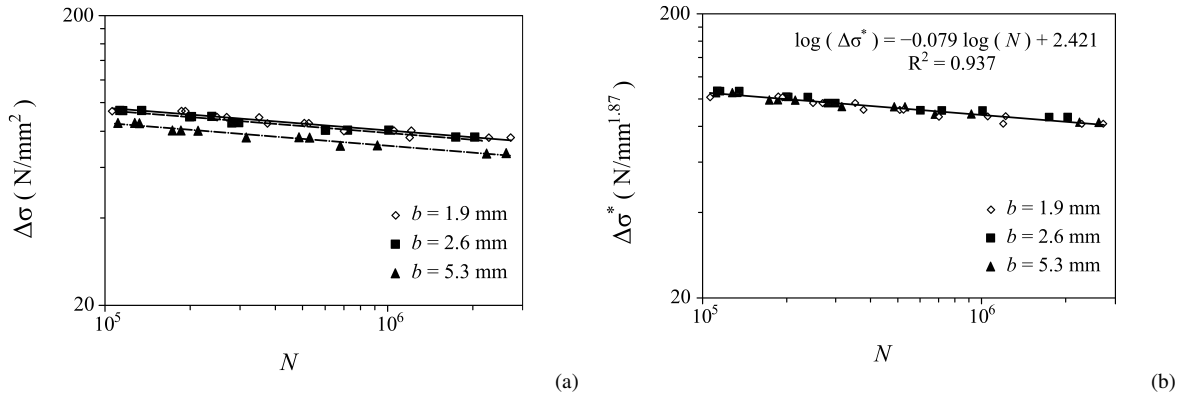 200
Δσ ( N/mm²)
20
10⁵
10⁶
N
b = 1.9 mm
b = 2.6 mm
b = 5.3 mm
(a)
200
Δσ* ( N/mm¹·⁸⁷)
20
10⁵
10⁶
N
log ( Δσ* ) = −0.079 log ( N ) + 2.421
R² = 0.937
b = 1.9 mm
b = 2.6 mm
b = 5.3 mm
(b)